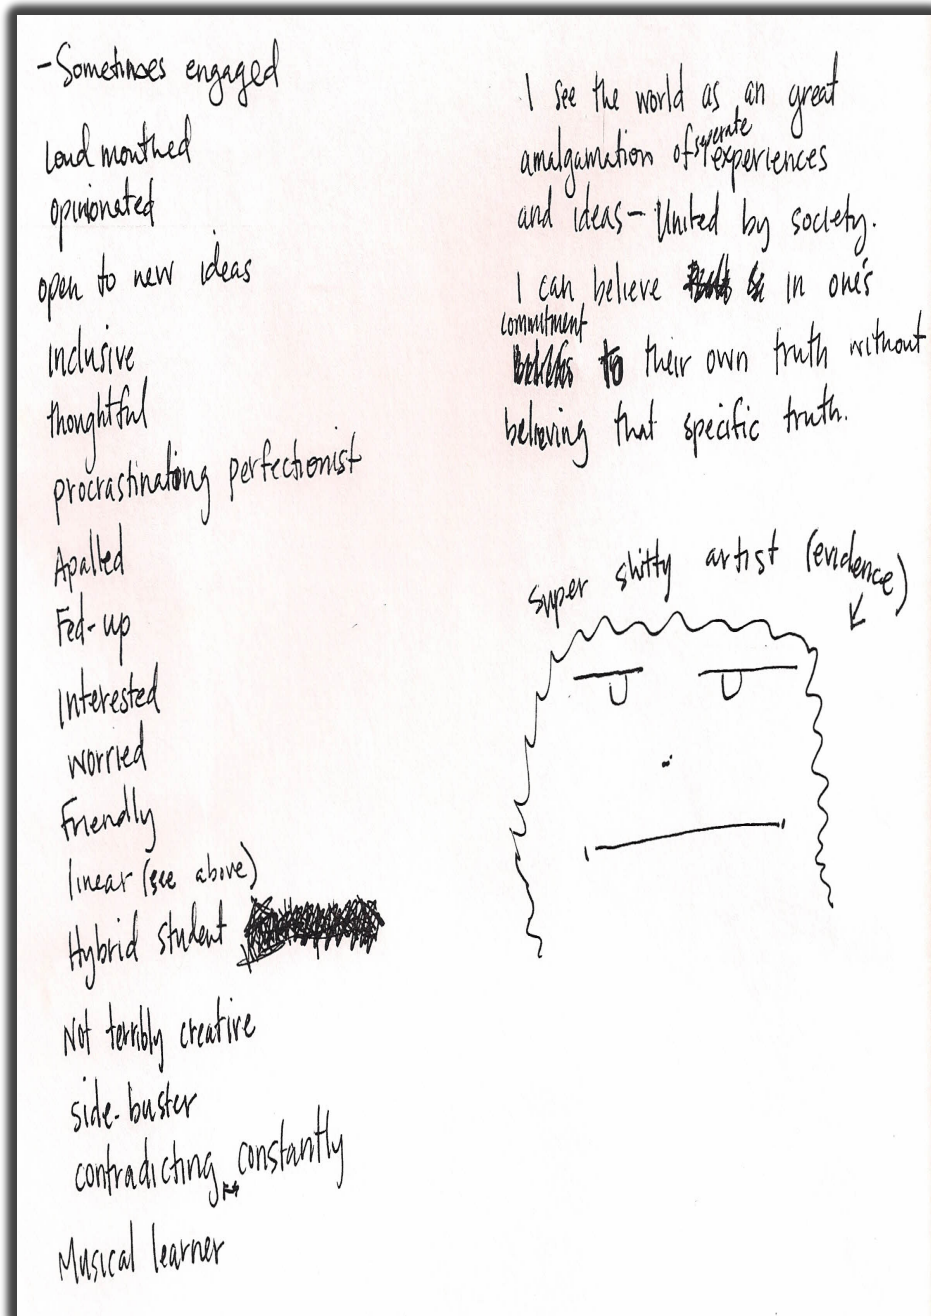 -Sometimes engaged
Loud mouthed
opinionated
open to new ideas
Inclusive
thoughtful
procrastinating perfectionist
Apalled
Fed-up
Interested
worried
Friendly
linear (see above)
Hybrid student
Not terribly creative
side-buster
contradicting constantly
Musical learner
I see the world as an great
seperate
amalgamation of experiences
and ideas - United by society.
I can believe in one's
commitment
to their own truth without
believing that specific truth.
super shitty artist (evidence)